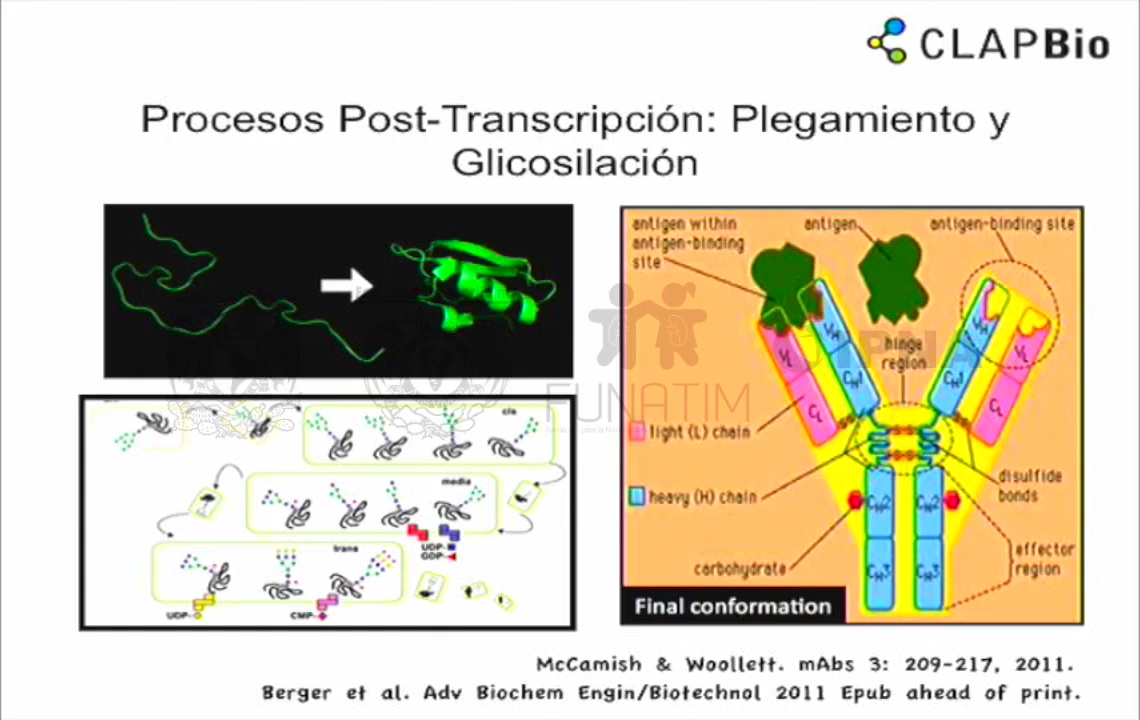 CLAPBio
Procesos Post-Transcripción: Plegamiento y
Glicosilación
antigen within
antigen-binding
site
antigen
antigen-binding site
VH
VL
CH1
CL
hinge
region
VH
VL
CH1
CL
light (L) chain
heavy (H) chain
disulfide
bonds
CH2
CH2
carbohydrate
effector
region
CH3
CH3
Final conformation
cis
media
UDP-
GDP-
trans
UDP-
CMP-
FUNATIM
McCamish & Woollett. mAbs 3: 209-217, 2011.
Berger et al. Adv Biochem Engin/Biotechnol 2011 Epub ahead of print.